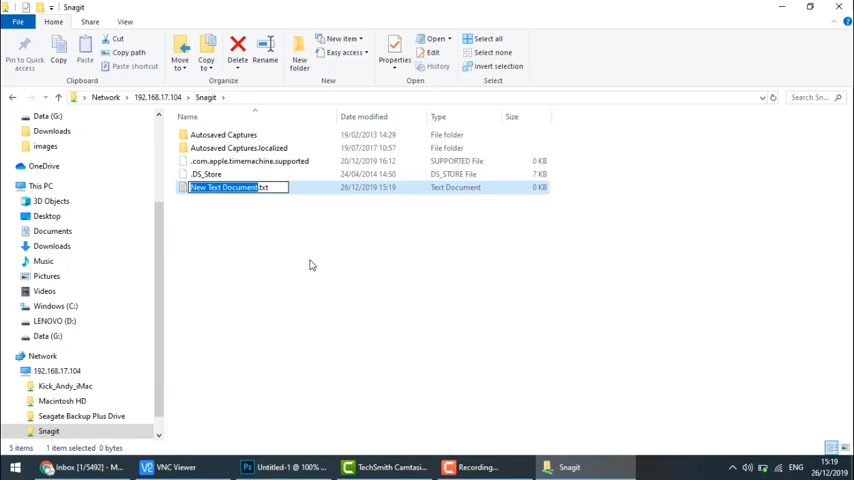 Snagit
File Home Share View
Pin to Quick access
Copy
Paste
Cut
Copy path
Paste shortcut
Move to
Copy to
Delete
Rename
New folder
New item
Easy access
Properties
Open
Edit
History
Select all
Select none
Invert selection
Clipboard Organize New Open Select
Network 192.168.17.104 Snagit Search Sn...
Name Date modified Type Size
Autosaved Captures 19/02/2013 14:29 File folder
Autosaved Captures.localized 19/07/2017 10:57 File folder
.com.apple.timemachine.supported 20/12/2019 16:12 SUPPORTED File 0 KB
.DS_Store 24/04/2014 14:50 DS_STORE File 7 KB
New Text Document.txt 26/12/2019 15:19 Text Document 0 KB
Data (G:)
Downloads
images
OneDrive
This PC
3D Objects
Desktop
Documents
Downloads
Music
Pictures
Videos
Windows (C:)
LENOVO (D:)
Data (G:)
Network
192.168.17.104
Kick_Andy_iMac
Macintosh HD
Seagate Backup Plus Drive
Snagit
5 items 1 item selected 0 bytes
Inbox [1/5492] - M... VNC Viewer Untitled-1 @ 100% ... TechSmith Camtasi... Recording... Snagit ENG
15:19
26/12/2019